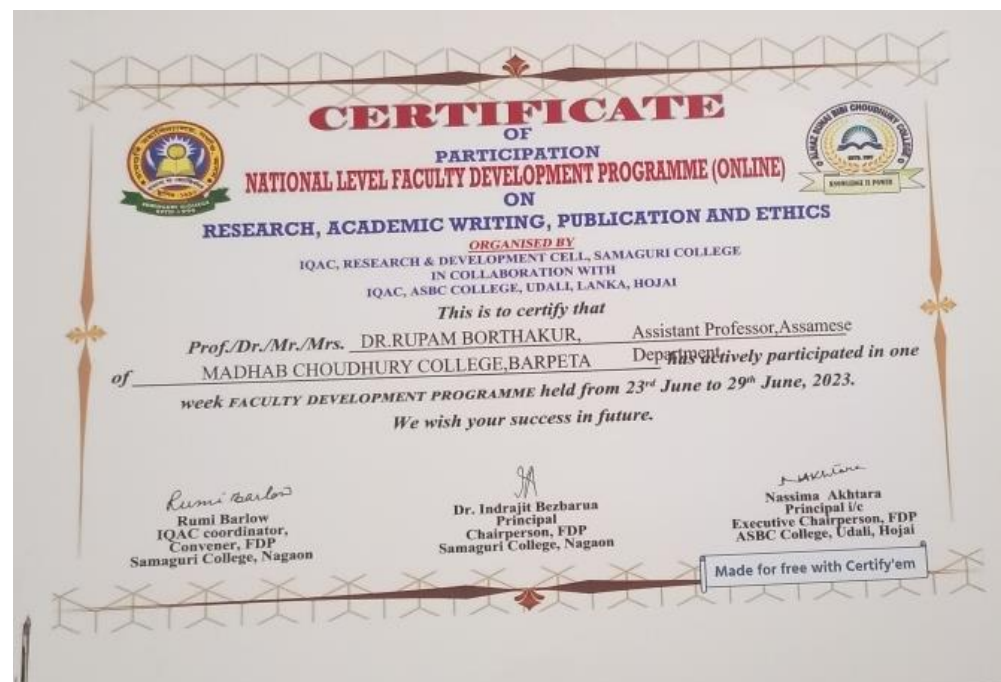 CERTIFICATE
OF
PARTICIPATION
NATIONAL LEVEL FACULTY DEVELOPMENT PROGRAMME (ONLINE)
ON
RESEARCH, ACADEMIC WRITING, PUBLICATION AND ETHICS
ORGANISED BY
IQAC, RESEARCH & DEVELOPMENT CELL, SAMAGURI COLLEGE
IN COLLABORATION WITH
IQAC, ASBC COLLEGE, UDALI, LANKA, HOJAI
This is to certify that
Prof./Dr./Mr./Mrs. DR.RUPAM BORTHAKUR, Assistant Professor,Assamese
of MADHAB CHOUDHURY COLLEGE,BARPETA Department has actively participated in one
week FACULTY DEVELOPMENT PROGRAMME held from 23rd June to 29th June, 2023.
We wish your success in future.
Rumi Barlow
Rumi Barlow
IQAC coordinator,
Convener, FDP
Samaguri College, Nagaon
Dr. Indrajit Bezbarua
Principal
Chairperson, FDP
Samaguri College, Nagaon
NAkhtara
Nassima Akhtara
Principal i/c
Executive Chairperson, FDP
ASBC College, Udali, Hojai
Made for free with Certify'em
SAMAGURI COLLEGE
BIBI CHOUDHURY COLLEGE
KNOWLEDGE IS POWER